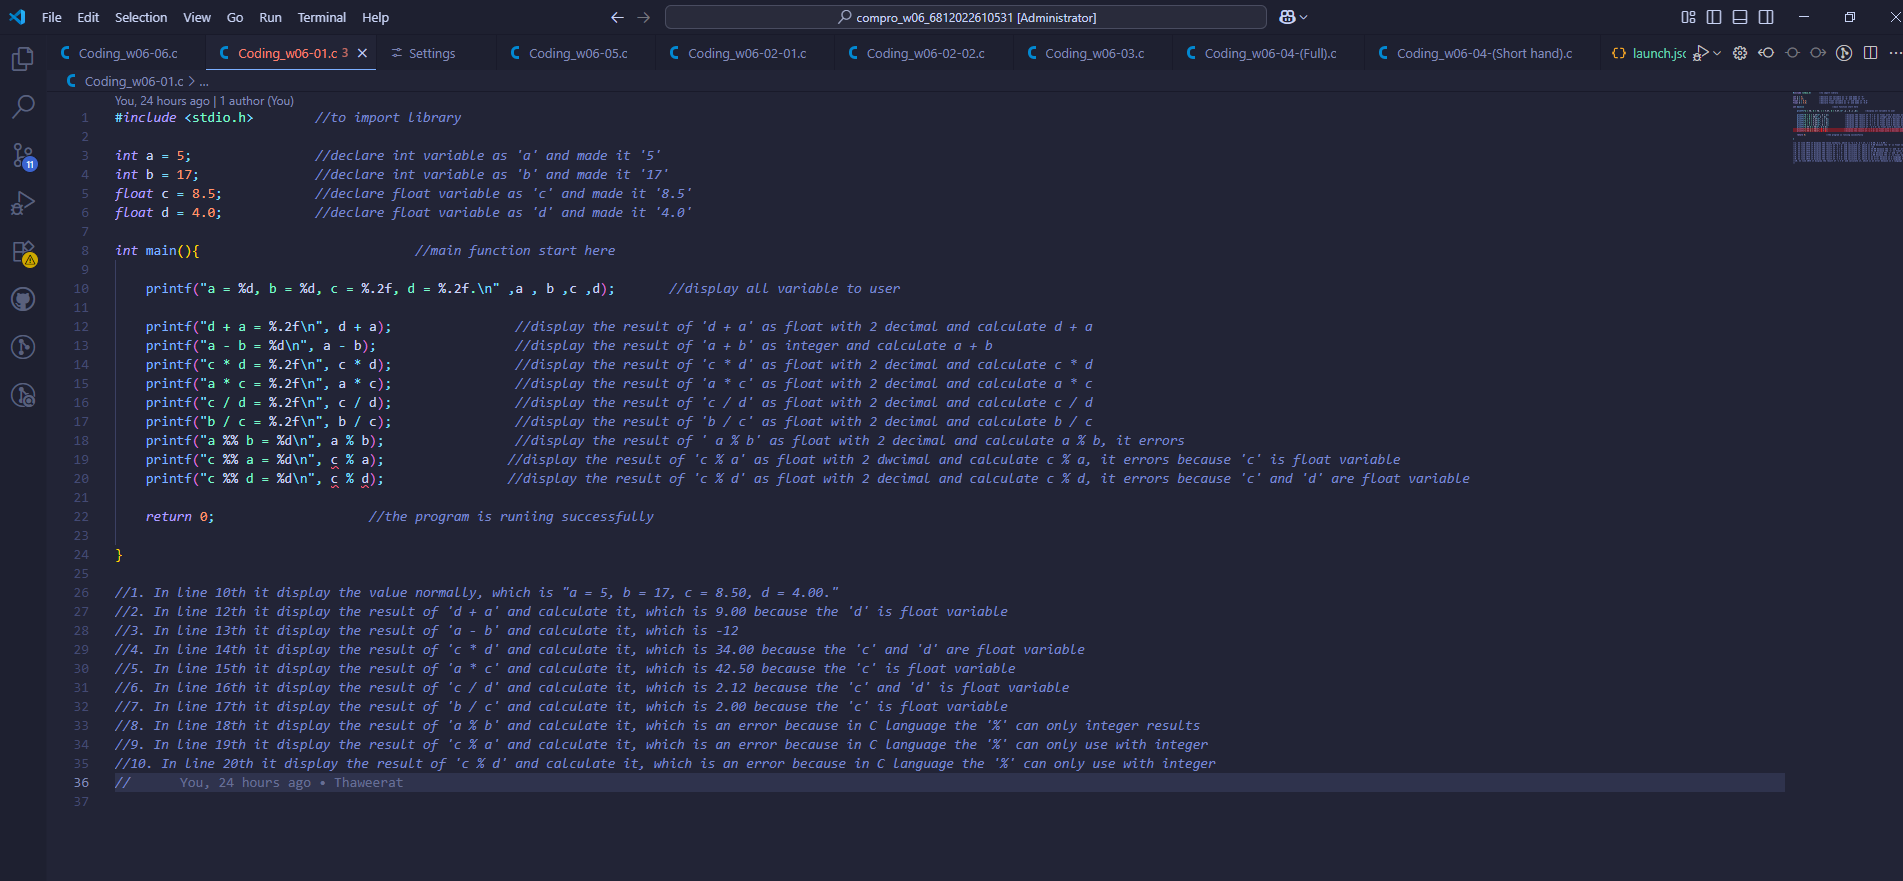 File Edit Selection View Go Run Terminal Help
compro_w06_6812022610531 [Administrator]
Coding_w06-06.c
Coding_w06-01.c 3
Settings
Coding_w06-05.c
Coding_w06-02-01.c
Coding_w06-02-02.c
Coding_w06-03.c
Coding_w06-04-(Full).c
Coding_w06-04-(Short hand).c
launch.jsc
Coding_w06-01.c > ...
You, 24 hours ago | 1 author (You)
1 #include <stdio.h> //to import library
2
3 int a = 5; //declare int variable as 'a' and made it '5'
4 int b = 17; //declare int variable as 'b' and made it '17'
5 float c = 8.5; //declare float variable as 'c' and made it '8.5'
6 float d = 4.0; //declare float variable as 'd' and made it '4.0'
7
8 int main(){ //main function start here
9
10 printf("a = %d, b = %d, c = %.2f, d = %.2f.\n" ,a , b ,c ,d); //display all variable to user
11
12 printf("d + a = %.2f\n", d + a); //display the result of 'd + a' as float with 2 decimal and calculate d + a
13 printf("a - b = %d\n", a - b); //display the result of 'a + b' as integer and calculate a + b
14 printf("c * d = %.2f\n", c * d); //display the result of 'c * d' as float with 2 decimal and calculate c * d
15 printf("a * c = %.2f\n", a * c); //display the result of 'a * c' as float with 2 decimal and calculate a * c
16 printf("c / d = %.2f\n", c / d); //display the result of 'c / d' as float with 2 decimal and calculate c / d
17 printf("b / c = %.2f\n", b / c); //display the result of 'b / c' as float with 2 decimal and calculate b / c
18 printf("a %% b = %d\n", a % b); //display the result of ' a % b' as float with 2 decimal and calculate a % b, it errors
19 printf("c %% a = %d\n", c % a); //display the result of 'c % a' as float with 2 dwcimal and calculate c % a, it errors because 'c' is float variable
20 printf("c %% d = %d\n", c % d); //display the result of 'c % d' as float with 2 decimal and calculate c % d, it errors because 'c' and 'd' are float variable
21
22 return 0; //the program is runiing successfully
23
24 }
25
26 //1. In line 10th it display the value normally, which is "a = 5, b = 17, c = 8.50, d = 4.00."
27 //2. In line 12th it display the result of 'd + a' and calculate it, which is 9.00 because the 'd' is float variable
28 //3. In line 13th it display the result of 'a - b' and calculate it, which is -12
29 //4. In line 14th it display the result of 'c * d' and calculate it, which is 34.00 because the 'c' and 'd' are float variable
30 //5. In line 15th it display the result of 'a * c' and calculate it, which is 42.50 because the 'c' is float variable
31 //6. In line 16th it display the result of 'c / d' and calculate it, which is 2.12 because the 'c' and 'd' is float variable
32 //7. In line 17th it display the result of 'b / c' and calculate it, which is 2.00 because the 'c' is float variable
33 //8. In line 18th it display the result of 'a % b' and calculate it, which is an error because in C language the '%' can only integer results
34 //9. In line 19th it display the result of 'c % a' and calculate it, which is an error because in C language the '%' can only use with integer
35 //10. In line 20th it display the result of 'c % d' and calculate it, which is an error because in C language the '%' can only use with integer
36 // You, 24 hours ago • Thaweerat
37
11